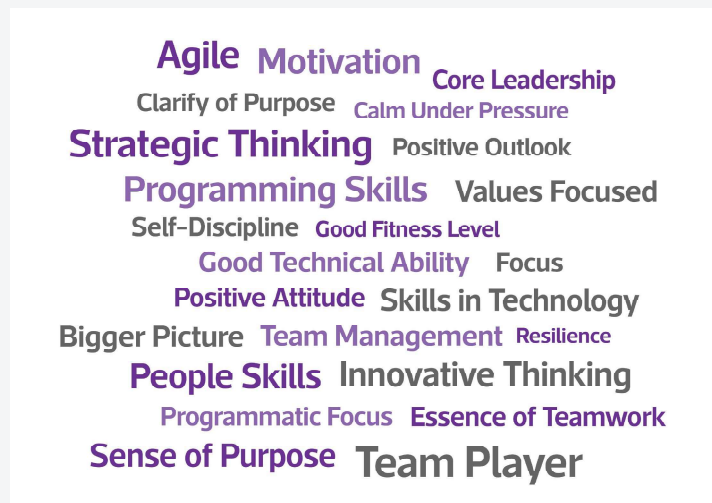 Agile Motivation
Core Leadership
Clarify of Purpose Calm Under Pressure
Strategic Thinking Positive Outlook
Programming Skills Values Focused
Self-Discipline Good Fitness Level
Good Technical Ability Focus
Positive Attitude Skills in Technology
Bigger Picture Team Management Resilience
People Skills Innovative Thinking
Programmatic Focus Essence of Teamwork
Sense of Purpose Team Player